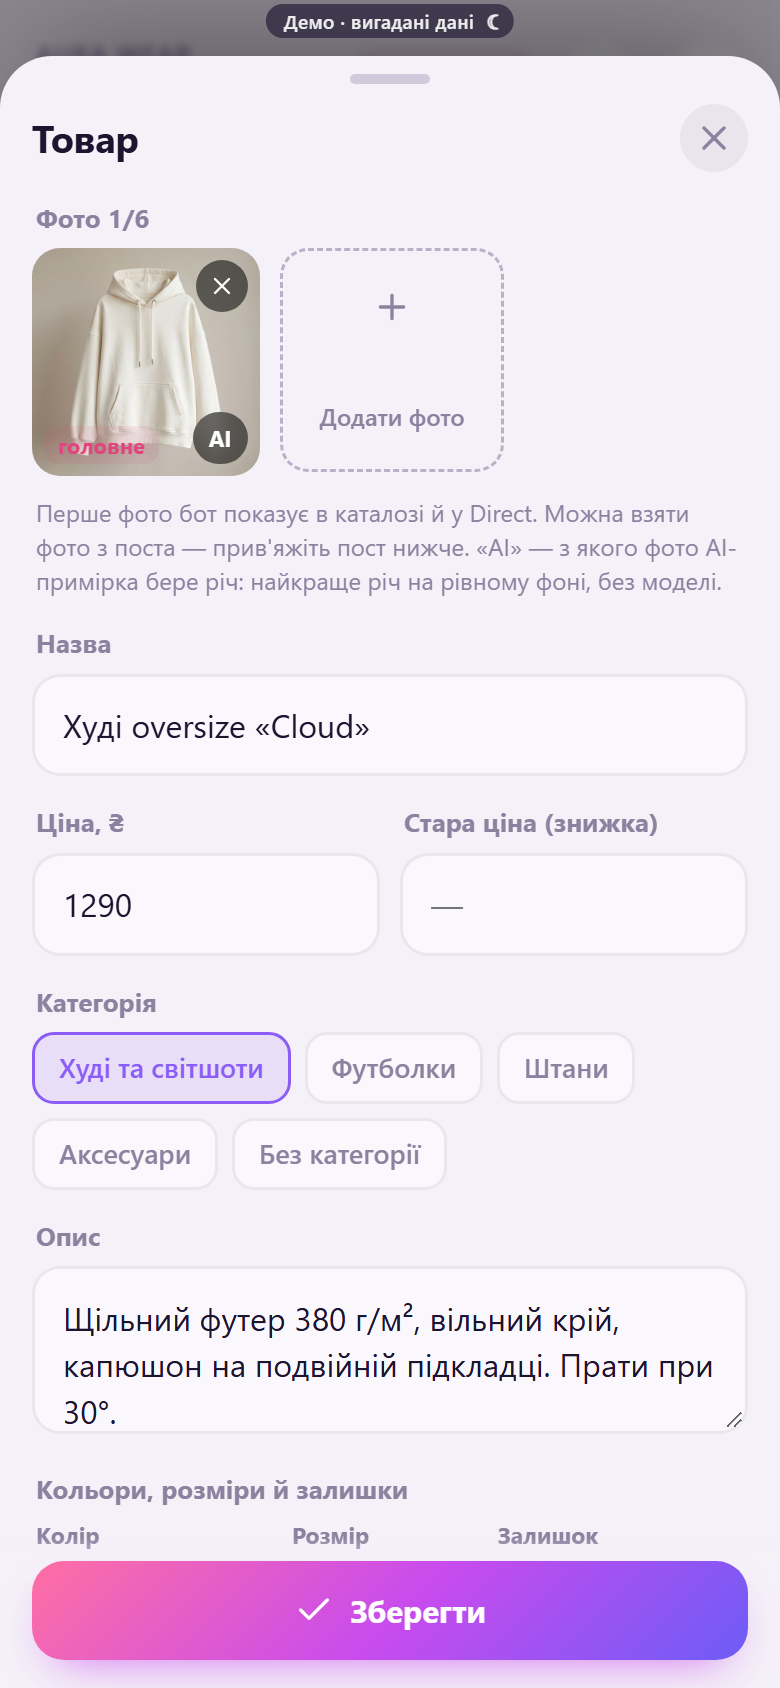 Демо · вигадані дані
Товар
Фото 1/6
головне
AI
Додати фото
Перше фото бот показує в каталозі й у Direct. Можна взяти
фото з поста — прив'яжіть пост нижче. «AI» — з якого фото AI-
примірка бере річ: найкраще річ на рівному фоні, без моделі.
Назва
Худі oversize «Cloud»
Ціна, ₴
Стара ціна (знижка)
1290
—
Категорія
Худі та світшоти
Футболки
Штани
Аксесуари
Без категорії
Опис
Щільний футер 380 г/м², вільний крій,
капюшон на подвійній підкладці. Прати при
30°.
Кольори, розміри й залишки
Колір
Розмір
Залишок
Зберегти